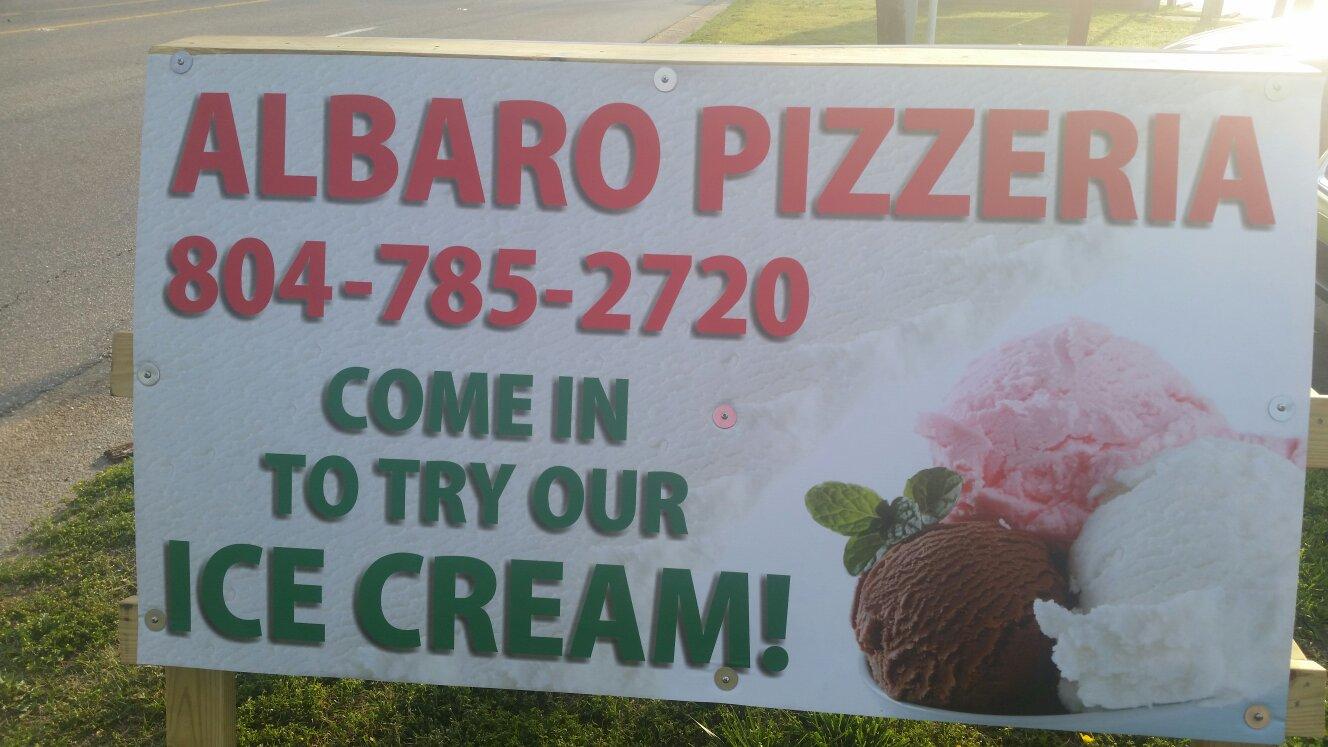 ALBARO PIZZERIA
804-785-2720
COME IN
TO TRY OUR
ICE CREAM!